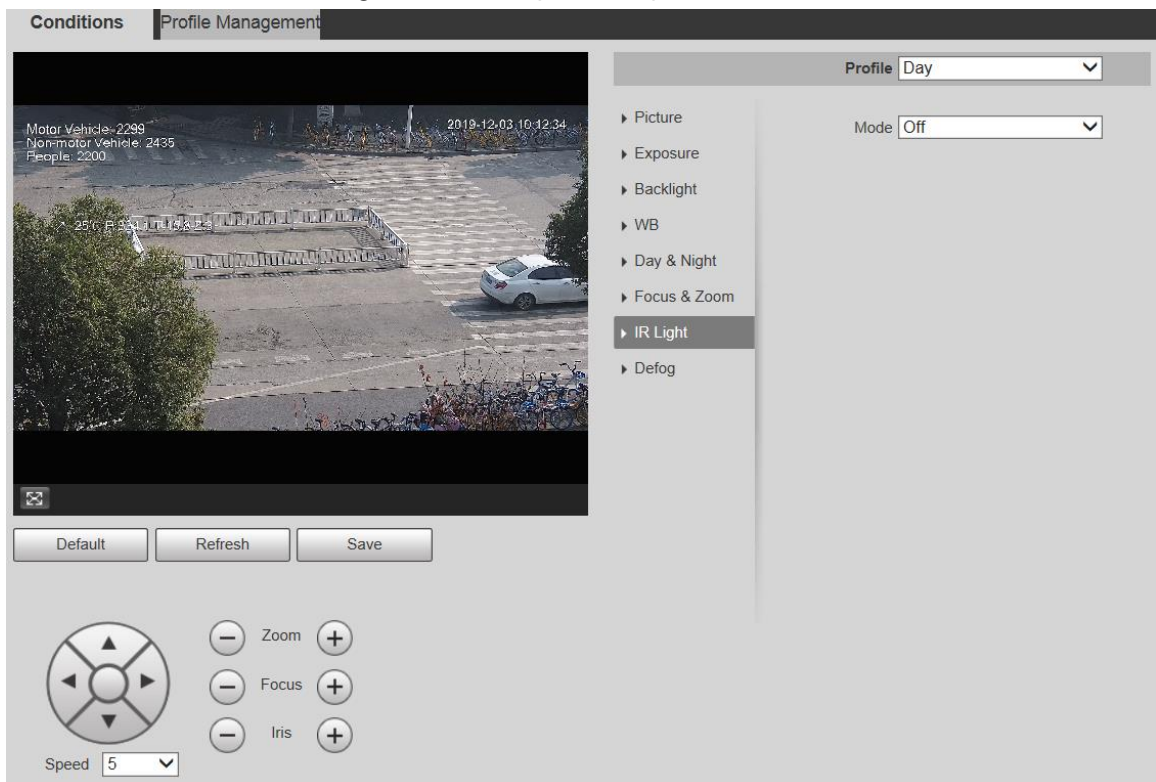 Conditions
Profile Management
Profile Day
Motor Vehicle: 2299
Non-motor Vehicle: 2435
People: 2200
2019-12-03 10:12:34
Picture
Mode Off
Exposure
Backlight
WB
Day & Night
Focus & Zoom
IR Light
Defog
Default
Refresh
Save
Zoom
Focus
Iris
Speed 5